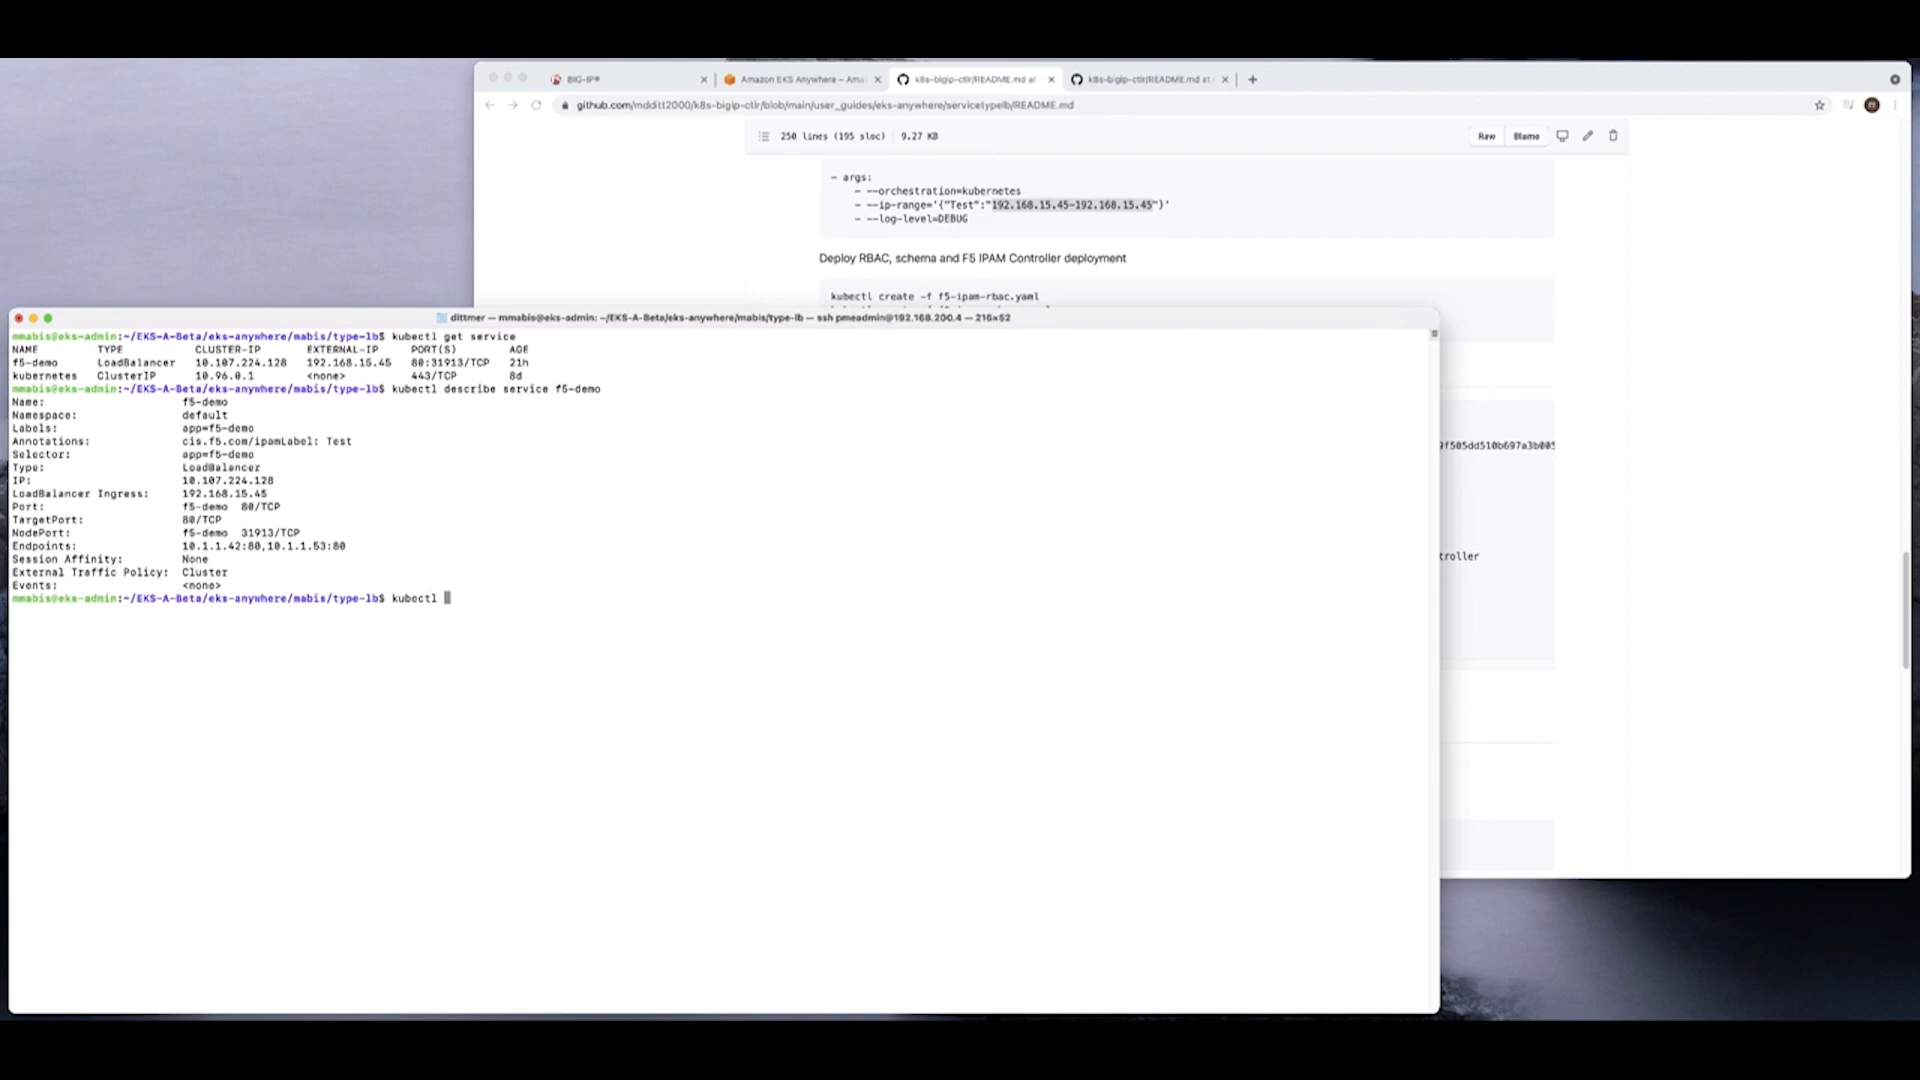 BIG-IP®
Amazon EKS Anywhere – Ama
k8s-bigip-ctlr/README.md at
k8s-bigip-ctlr/README.md at
github.com/mdditt2000/k8s-bigip-ctlr/blob/main/user_guides/eks-anywhere/servicetypelb/README.md
250 lines (195 sloc) 9.27 KB
Raw Blame
- args:
- --orchestration=kubernetes
- --ip-range='{"Test":"192.168.15.45-192.168.15.45"}'
- --log-level=DEBUG
Deploy RBAC, schema and F5 IPAM Controller deployment
kubectl create -f f5-ipam-rbac.yaml
dittmer — mmabis@eks-admin: ~/EKS-A-Beta/eks-anywhere/mabis/type-lb — ssh pmeadmin@192.168.200.4 — 216×52
mmabis@eks-admin:~/EKS-A-Beta/eks-anywhere/mabis/type-lb$ kubectl get service
NAME TYPE CLUSTER-IP EXTERNAL-IP PORT(S) AGE
f5-demo LoadBalancer 10.107.224.128 192.168.15.45 80:31913/TCP 21h
kubernetes ClusterIP 10.96.0.1 <none> 443/TCP 8d
mmabis@eks-admin:~/EKS-A-Beta/eks-anywhere/mabis/type-lb$ kubectl describe service f5-demo
Name: f5-demo
Namespace: default
Labels: app=f5-demo
Annotations: cis.f5.com/ipamLabel: Test
Selector: app=f5-demo
Type: LoadBalancer
IP: 10.107.224.128
LoadBalancer Ingress: 192.168.15.45
Port: f5-demo 80/TCP
TargetPort: 80/TCP
NodePort: f5-demo 31913/TCP
Endpoints: 10.1.1.42:80,10.1.1.53:80
Session Affinity: None
External Traffic Policy: Cluster
Events: <none>
mmabis@eks-admin:~/EKS-A-Beta/eks-anywhere/mabis/type-lb$ kubectl
9f505dd510b697a3b005
troller